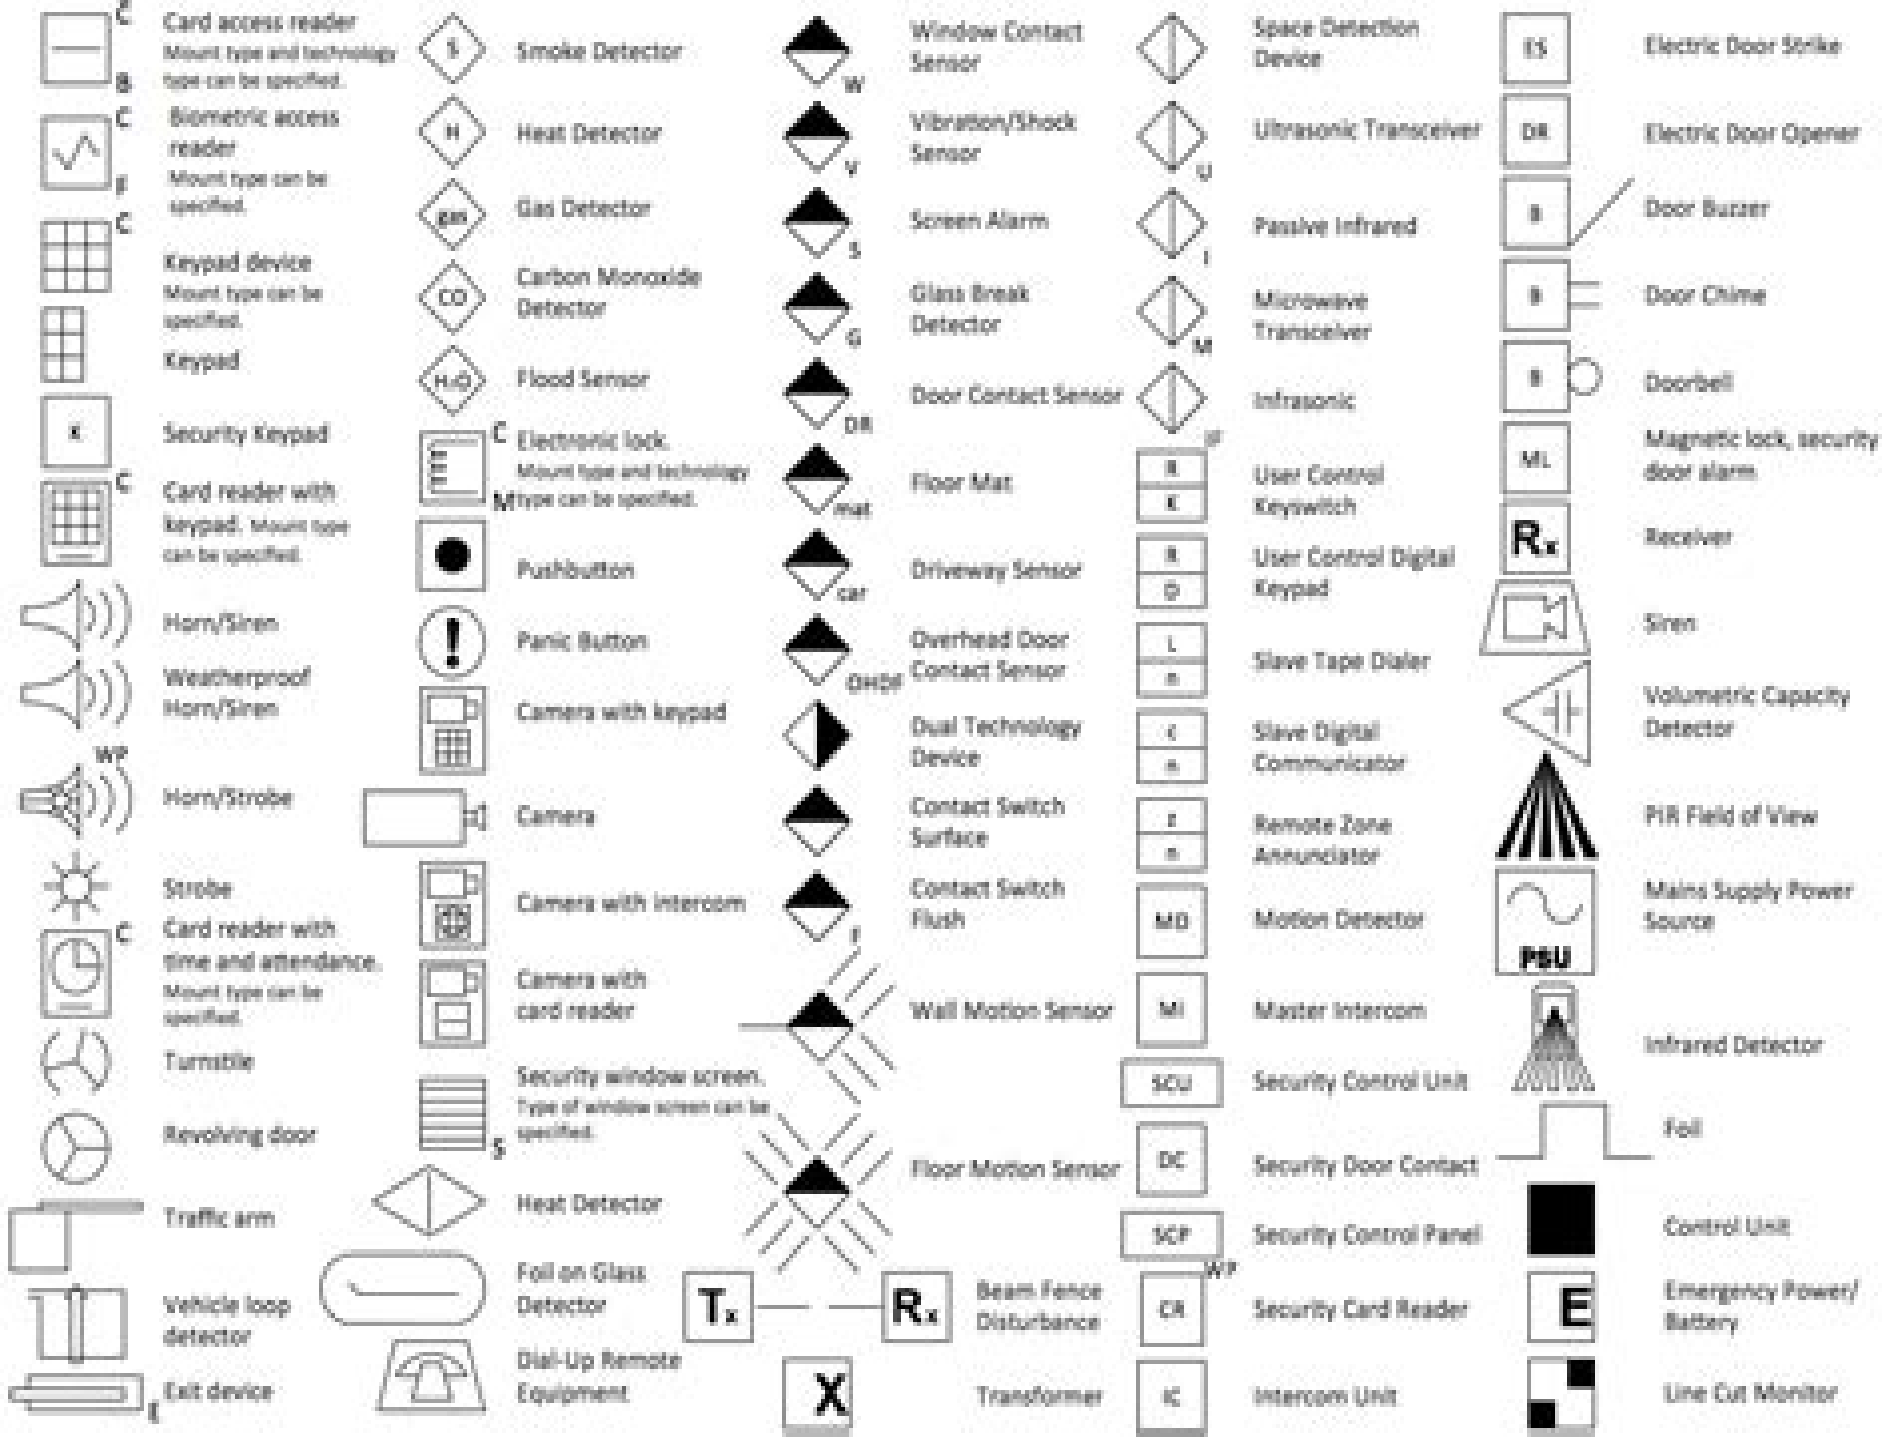 C
B
Card access reader
Mount type and technology
type can be specified.
C
F
Biometric access
reader
Mount type can be
specified.
C
Keypad device
Mount type can be
specified.
Keypad
K
Security Keypad
C
Card reader with
keypad. Mount type
can be specified.
Horn/Siren
Weatherproof
Horn/Siren
WP
Horn/Strobe
Strobe
C
Card reader with
time and attendance.
Mount type can be
specified.
Turnstile
Revolving door
Traffic arm
Vehicle loop
detector
Exit device
E
S
Smoke Detector
H
Heat Detector
gas
Gas Detector
CO
Carbon Monoxide
Detector
H₂O
Flood Sensor
C
M
Electronic lock.
Mount type and technology
type can be specified.
Pushbutton
!
Panic Button
Camera with keypad
Camera
Camera with intercom
Camera with
card reader
S
Security window screen.
Type of window screen can be
specified.
Heat Detector
Foil on Glass
Detector
Dial-Up Remote
Equipment
W
Window Contact
Sensor
V
Vibration/Shock
Sensor
S
Screen Alarm
G
Glass Break
Detector
DR
Door Contact Sensor
mat
Floor Mat
car
Driveway Sensor
Overhead Door
Contact Sensor
Dual Technology
Device
Contact Switch
Surface
F
Contact Switch
Flush
Wall Motion Sensor
Floor Motion Sensor
Tx
Rx
Beam Fence
Disturbance
X
Transformer
Space Detection
Device
U
Ultrasonic Transceiver
I
Passive Infrared
M
Microwave
Transceiver
IF
Infrasonic
R
K
User Control
Keyswitch
R
D
User Control Digital
Keypad
L
n
Slave Tape Dialer
c
n
Slave Digital
Communicator
z
n
Remote Zone
Annunciator
MD
Motion Detector
MI
Master Intercom
SCU
Security Control Unit
DC
Security Door Contact
SCP
Security Control Panel
WP
CR
Security Card Reader
IC
Intercom Unit
ES
Electric Door Strike
DR
Electric Door Opener
B
Door Buzzer
B
Door Chime
B
Doorbell
ML
Magnetic lock, security
door alarm
Rx
Receiver
Siren
Volumetric Capacity
Detector
PIR Field of View
PSU
Mains Supply Power
Source
Infrared Detector
Foil
Control Unit
E
Emergency Power/
Battery
Line Cut Monitor